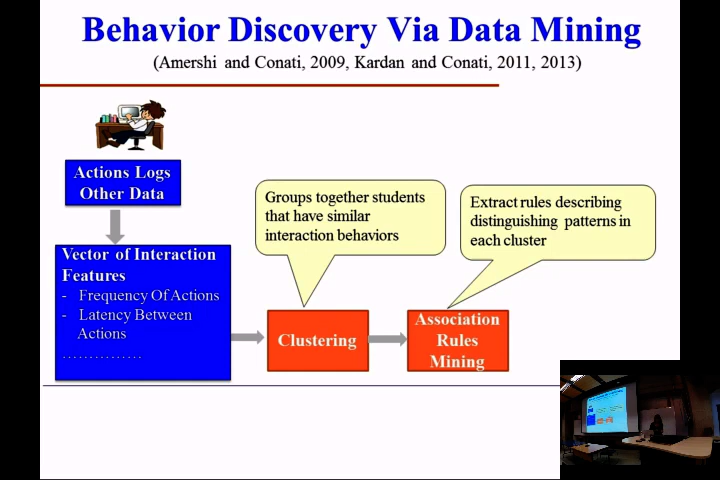 Behavior Discovery Via Data Mining
(Amershi and Conati, 2009, Kardan and Conati, 2011, 2013)
Actions Logs
Other Data
Vector of Interaction
Features
- Frequency Of Actions
- Latency Between
Actions
……………
Groups together students
that have similar
interaction behaviors
Extract rules describing
distinguishing patterns in
each cluster
Clustering
Association
Rules
Mining